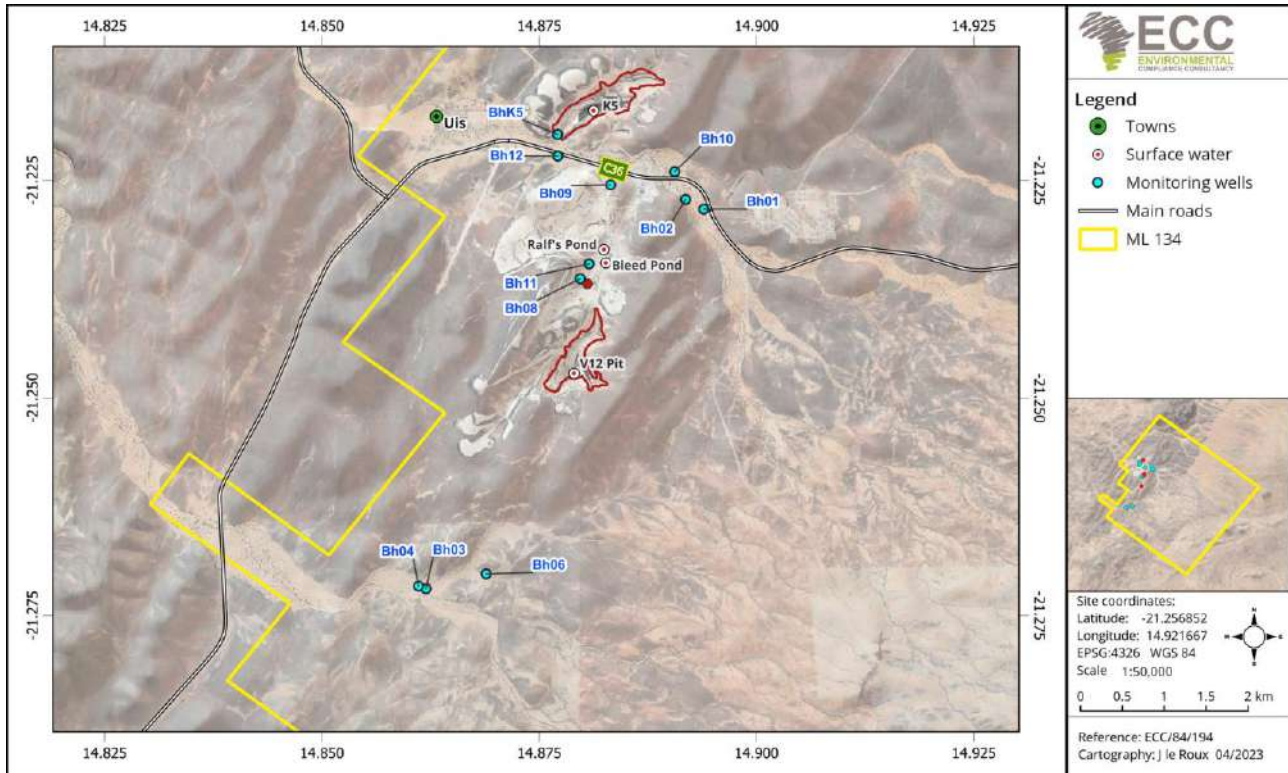 14.825
14.850
14.875
14.900
14.925
-21.225
-21.250
-21.275
-21.225
-21.250
-21.275
Uis
BhK5
K5
Bh12
C36
Bh10
Bh09
Bh02
Bh01
Ralf's Pond
Bleed Pond
Bh11
Bh08
V12 Pit
Bh04
Bh03
Bh06
14.825
14.850
14.875
14.900
14.925
ECC
ENVIRONMENTAL
COMPLIANCE CONSULTANCY
Legend
Towns
Surface water
Monitoring wells
Main roads
ML 134
Site coordinates:
Latitude: -21.256852
Longitude: 14.921667
EPSG:4326 WGS 84
Scale 1:50,000
N
S
0 0.5 1 1.5 2 km
Reference: ECC/84/194
Cartography: J le Roux 04/2023